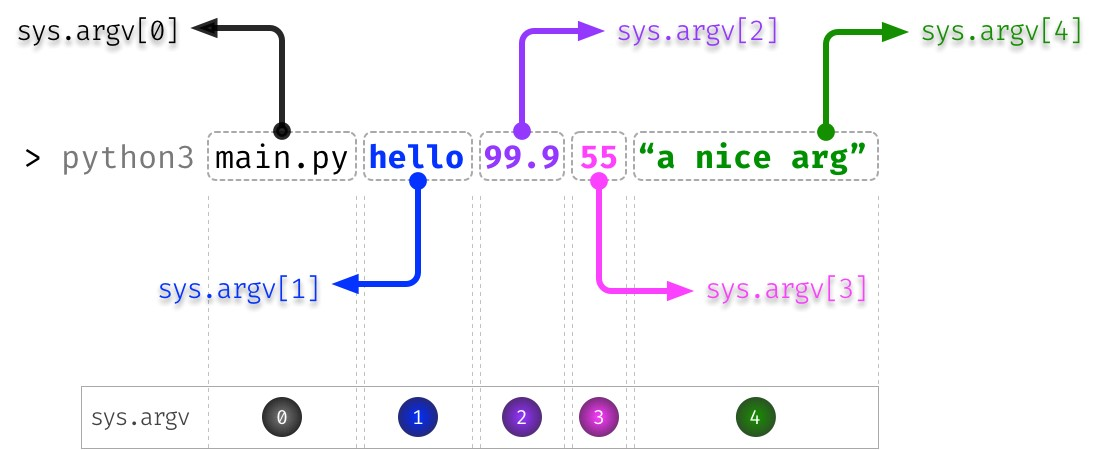 sys.argv[0] sys.argv[2] sys.argv[4]
> python3 main.py hello 99.9 55 “a nice arg”
sys.argv[1] sys.argv[3]
sys.argv 0 1 2 3 4